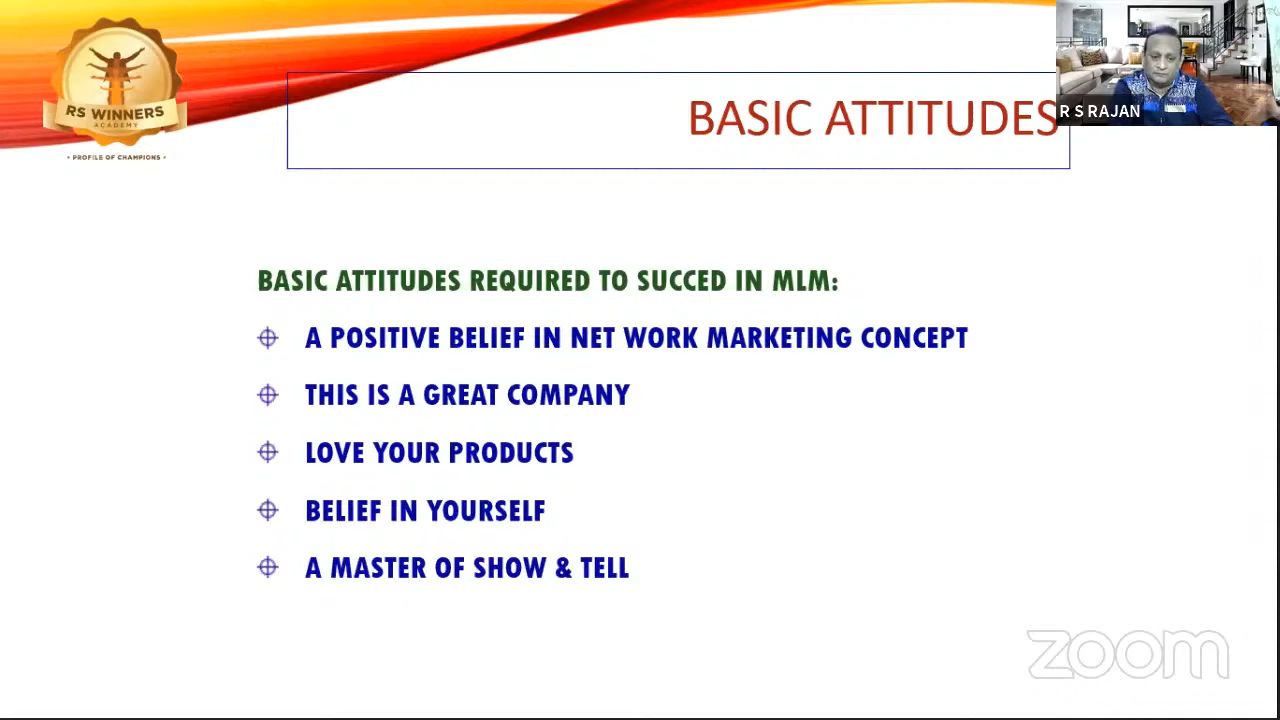 RS WINNERS
ACADEMY
• PROFILE OF CHAMPIONS •
BASIC ATTITUDES
R S RAJAN
BASIC ATTITUDES REQUIRED TO SUCCED IN MLM:
A POSITIVE BELIEF IN NET WORK MARKETING CONCEPT
THIS IS A GREAT COMPANY
LOVE YOUR PRODUCTS
BELIEF IN YOURSELF
A MASTER OF SHOW & TELL
zoom